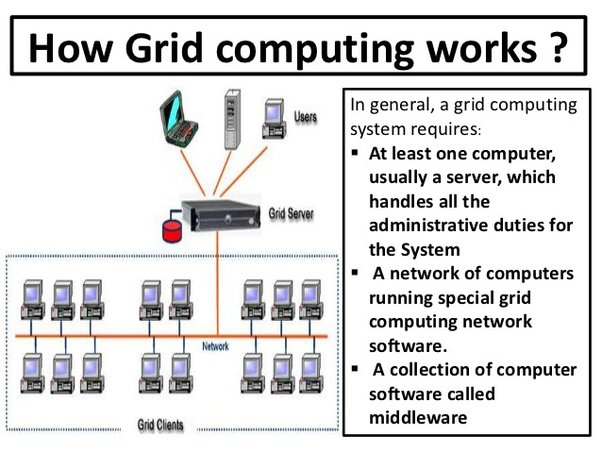 How Grid computing works ?
Users
Grid Server
Network
Grid Clients
In general, a grid computing
system requires:
▪ At least one computer,
usually a server, which
handles all the
administrative duties for
the System
▪ A network of computers
running special grid
computing network
software.
▪ A collection of computer
software called
middleware